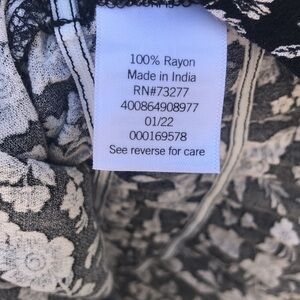 100% Rayon
Made in India
RN#73277
400864908977
01/22
000169578
See reverse for care